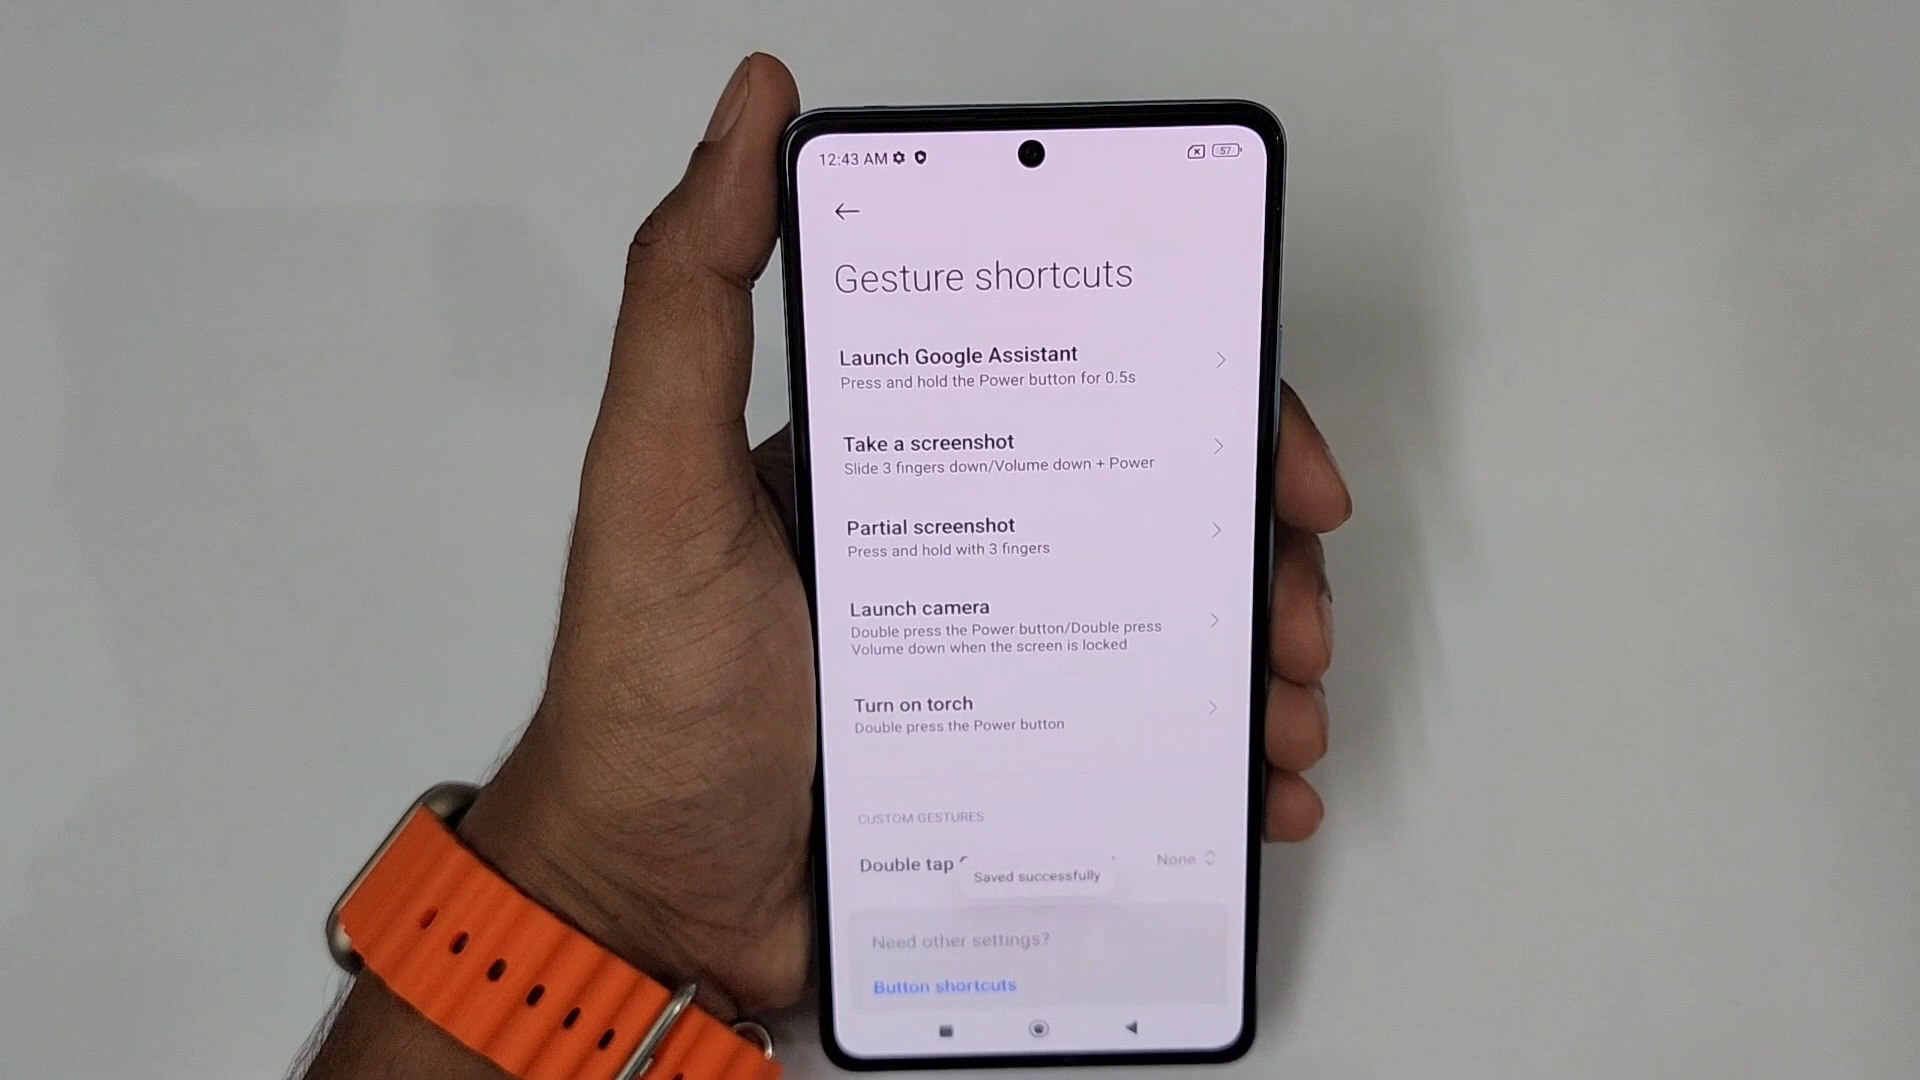 12:43 AM
57
Gesture shortcuts
Launch Google Assistant
Press and hold the Power button for 0.5s
Take a screenshot
Slide 3 fingers down/Volume down + Power
Partial screenshot
Press and hold with 3 fingers
Launch camera
Double press the Power button/Double press
Volume down when the screen is locked
Turn on torch
Double press the Power button
CUSTOM GESTURES
Double tap
None
Saved successfully
Need other settings?
Button shortcuts